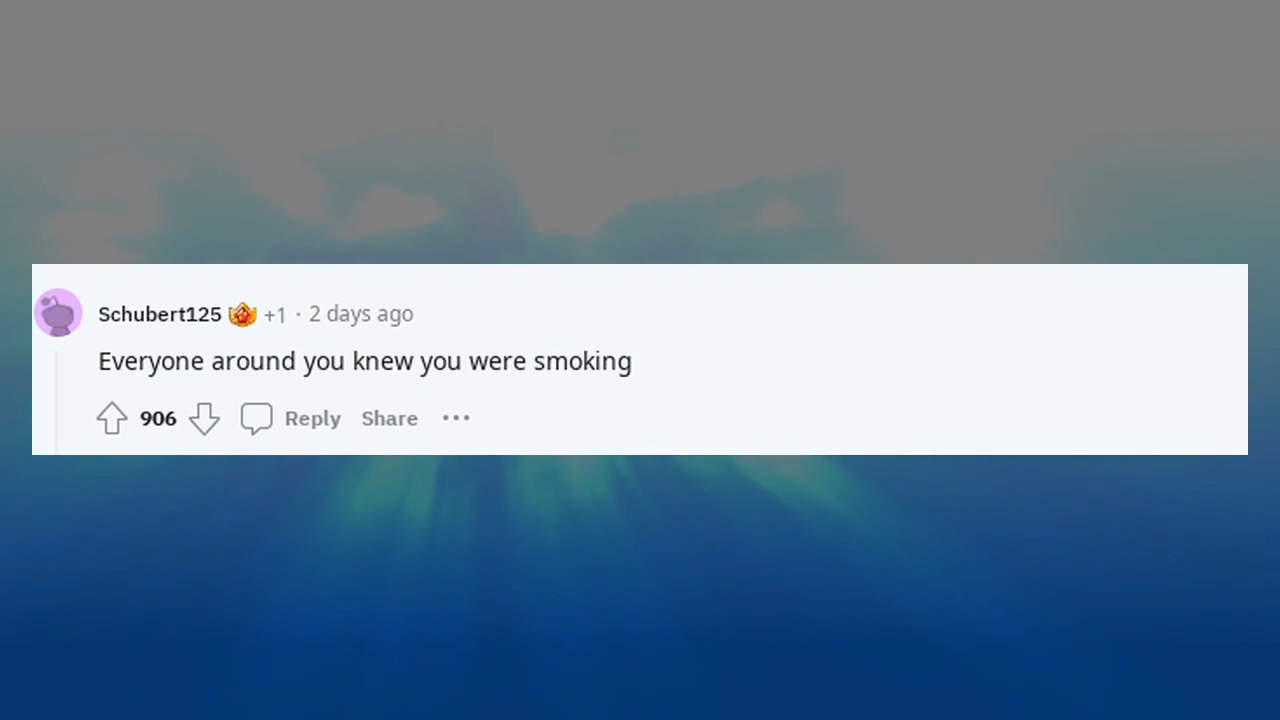 Schubert125 +1 · 2 days ago
Everyone around you knew you were smoking
906 Reply Share ···